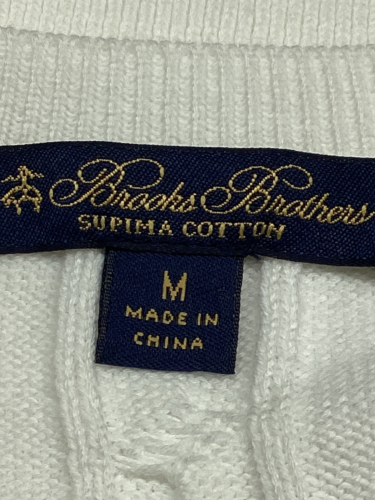 Brooks Brothers
SUPIMA COTTON
M
MADE IN
CHINA